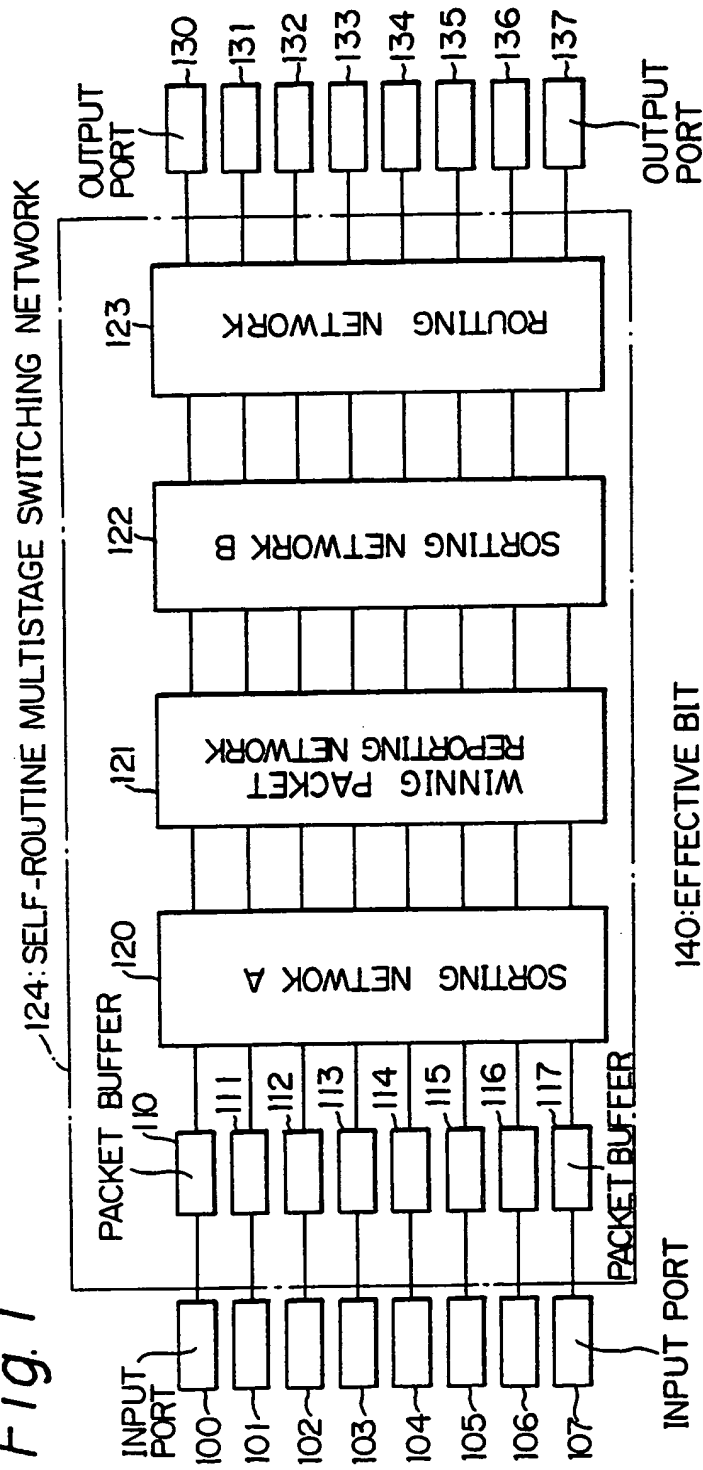 Fig. 1
124:SELF-ROUTINE MULTISTAGE SWITCHING NETWORK
INPUT
PORT
100
101
102
103
104
105
106
107
INPUT PORT
PACKET BUFFER
110
111
112
113
114
115
116
117
PACKET BUFFER
120
SORTING NETWOK A
121
WINNIG PACKET
REPORTING NETWORK
122
SORTING NETWORK B
123
ROUTING NETWORK
OUTPUT
PORT
130
131
132
133
134
135
136
137
OUTPUT
PORT
140:EFFECTIVE BIT